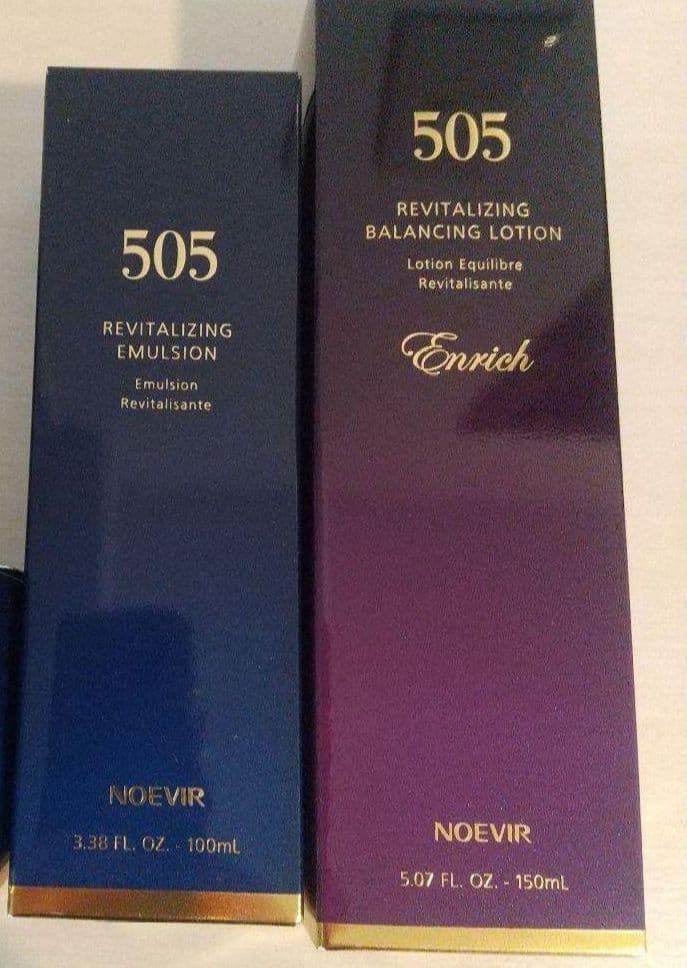 505
REVITALIZING
EMULSION
Emulsion
Revitalisante
NOEVIR
3.38 FL. OZ. - 100mL
505
REVITALIZING
BALANCING LOTION
Lotion Equilibre
Revitalisante
Enrich
NOEVIR
5.07 FL. OZ. - 150mL